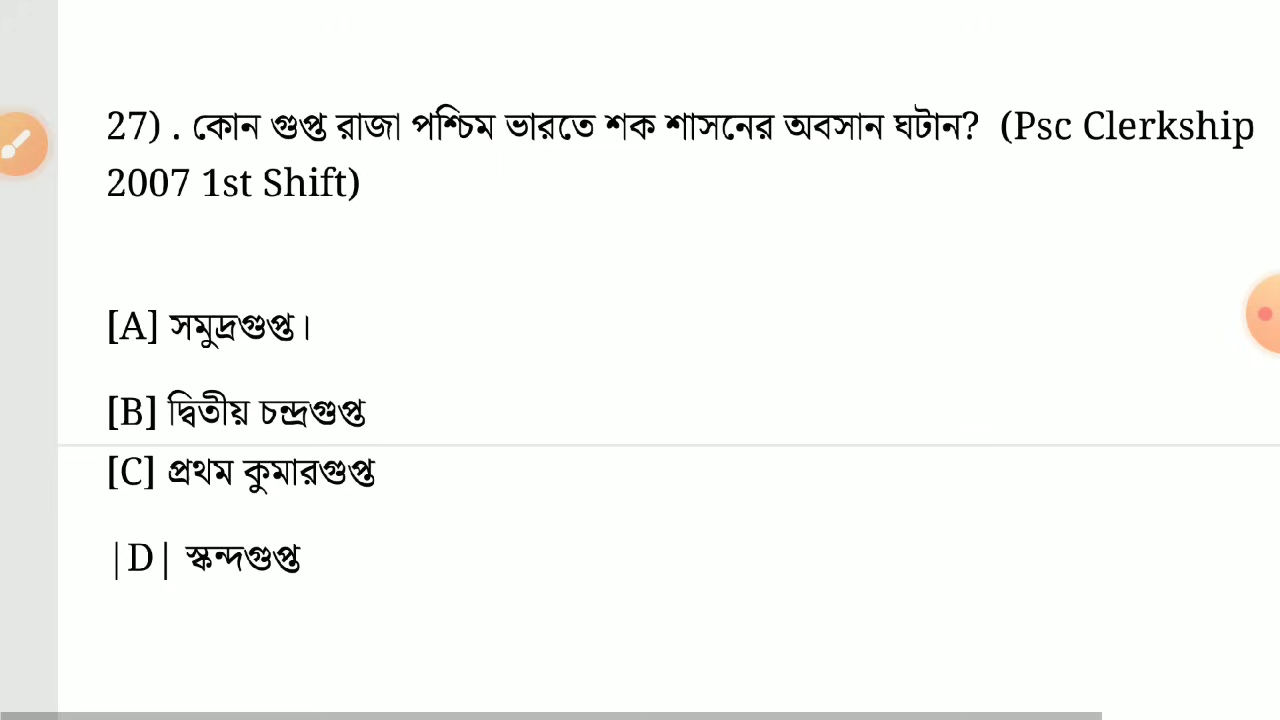 27) . কোন গুপ্ত রাজা পশ্চিম ভারতে শক শাসনের অবসান ঘটান? (Psc Clerkship
2007 1st Shift)
[A] সমুদ্রগুপ্ত।
[B] দ্বিতীয় চন্দ্রগুপ্ত
[C] প্রথম কুমারগুপ্ত
|D| স্কন্দগুপ্ত